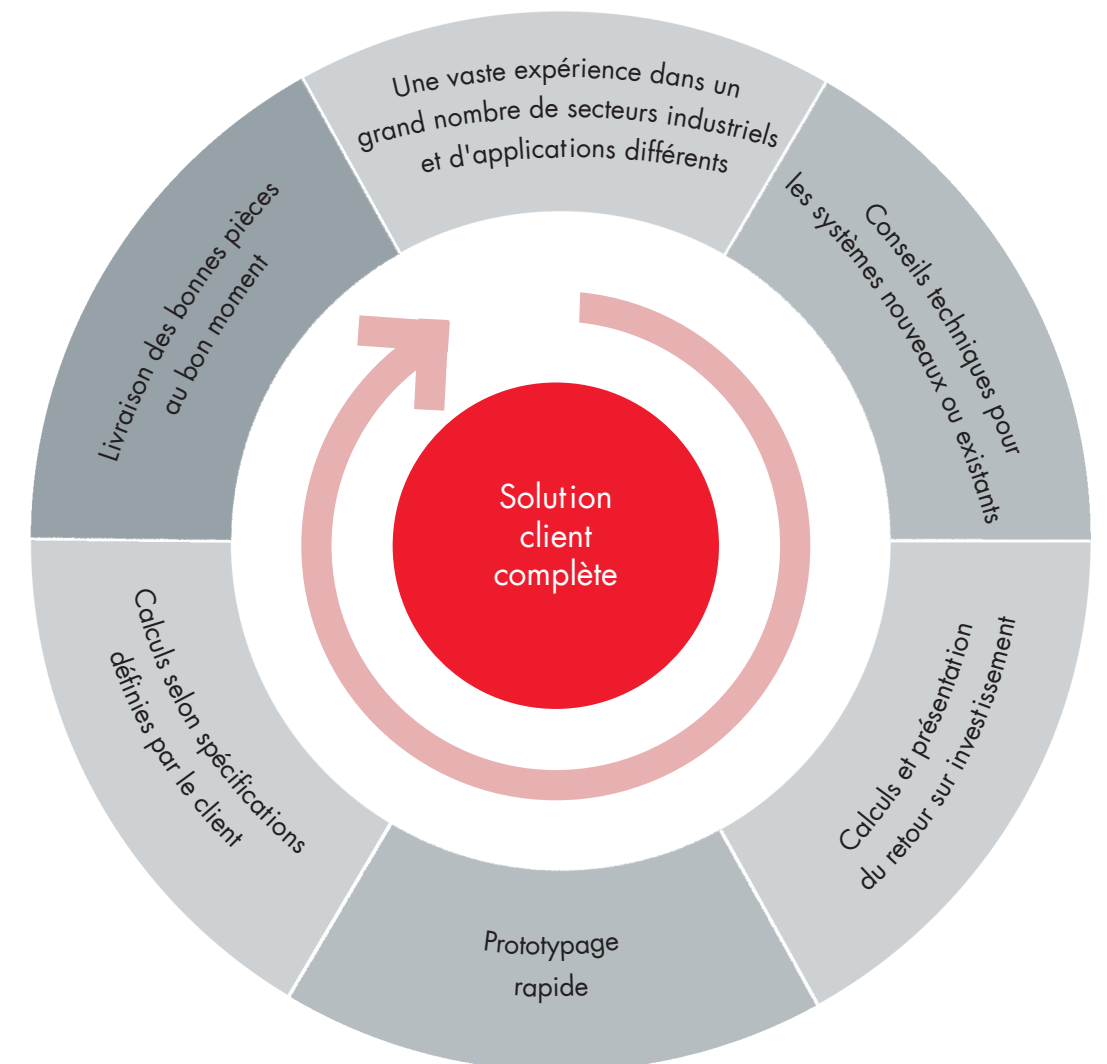 Une vaste expérience dans un
grand nombre de secteurs industriels
et d'applications différents
Conseils techniques pour
les systèmes nouveaux ou existants
Calculs et présentation
du retour sur investissement
Prototypage
rapide
Calculs selon spécifications
définies par le client
Livraison des bonnes pièces
au bon moment
Solution
client
complète